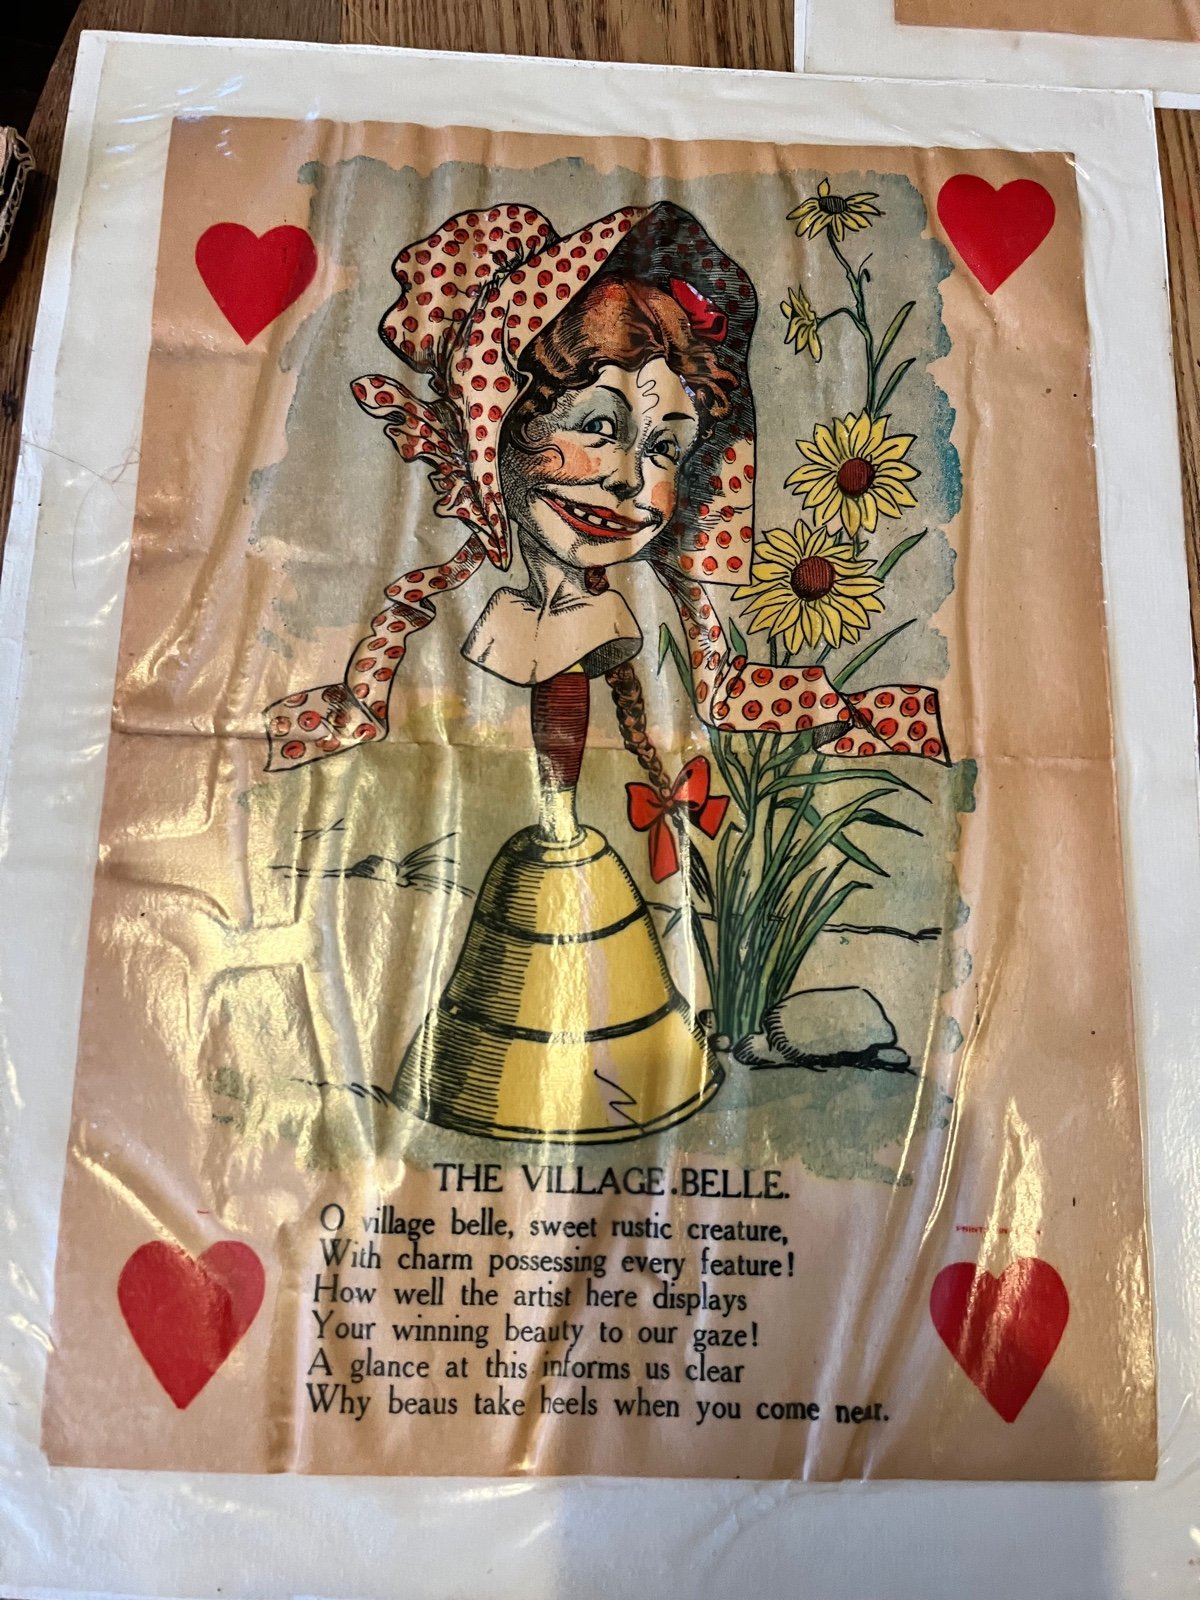 THE VILLAGE BELLE.
O village belle, sweet rustic creature,
With charm possessing every feature!
How well the artist here displays
Your winning beauty to our gaze!
A glance at this informs us clear
Why beaus take heels when you come near.